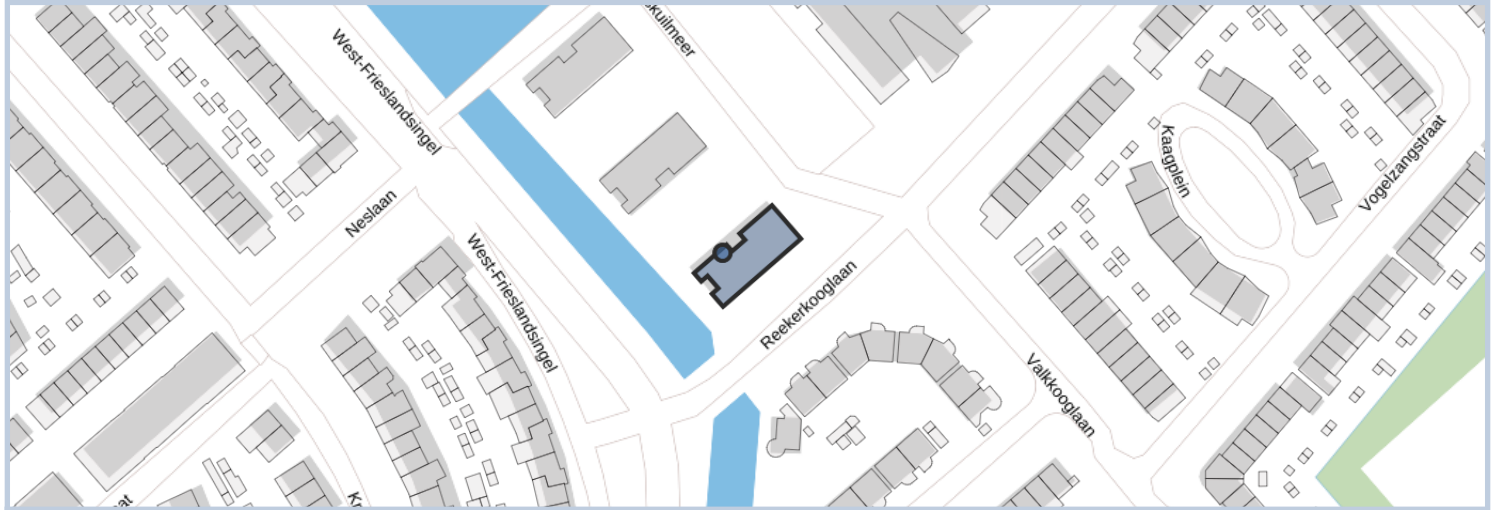 West-Frieslandsingel
Kaagplein
Vogelzangstraat
Neslaan
West-Frieslandsingel
Reekerkooglaan
Valkkooglaan